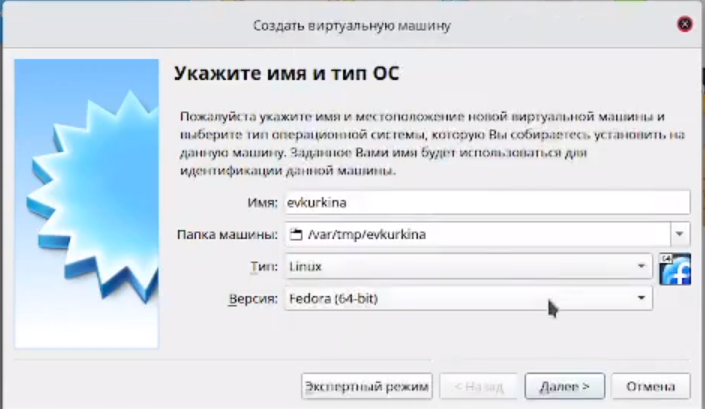 Создать виртуальную машину
Укажите имя и тип ОС
Пожалуйста укажите имя и местоположение новой виртуальной машины и
выберите тип операционной системы, которую Вы собираетесь установить на
данную машину. Заданное Вами имя будет использоваться для
идентификации данной машины.
Имя: evkurkina
Папка машины: /var/tmp/evkurkina
Тип: Linux
64
Версия: Fedora (64-bit)
Экспертный режим < Назад Далее > Отмена